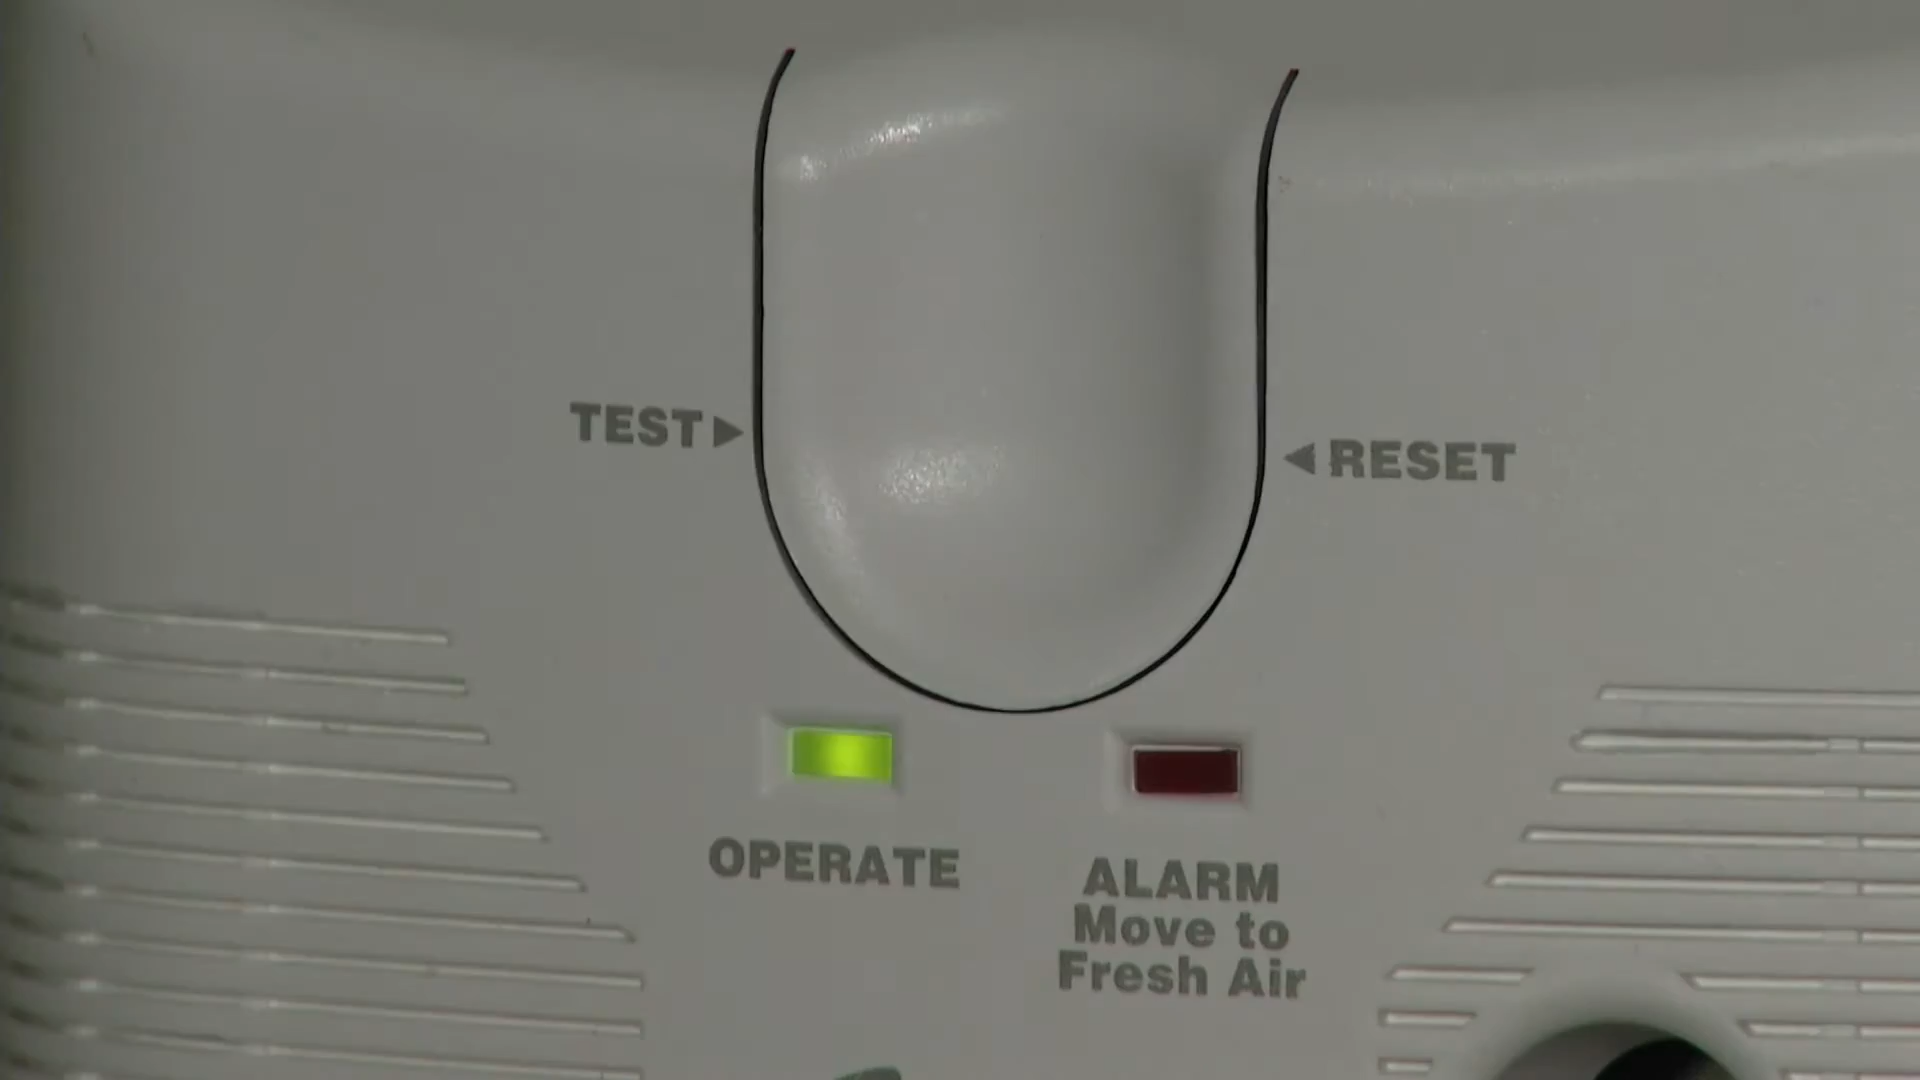 TEST
RESET
OPERATE
ALARM
Move to
Fresh Air